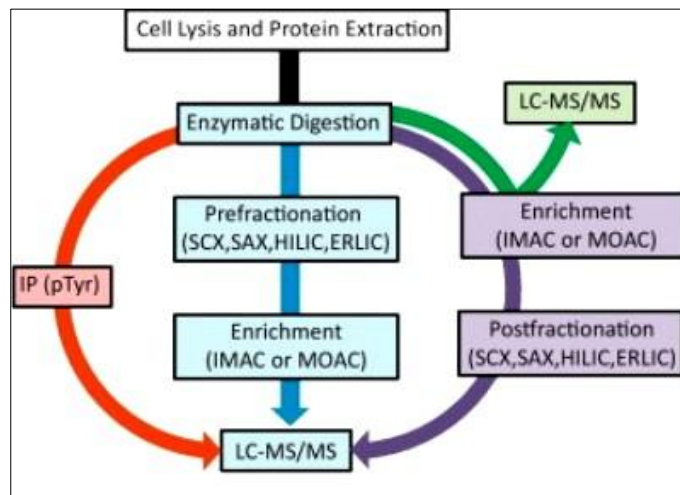 Cell Lysis and Protein Extraction
LC-MS/MS
Enzymatic Digestion
Prefractionation
(SCX,SAX,HILIC,ERLIC)
Enrichment
(IMAC or MOAC)
IP (pTyr)
Enrichment
(IMAC or MOAC)
Postfractionation
(SCX,SAX,HILIC,ERLIC)
LC-MS/MS